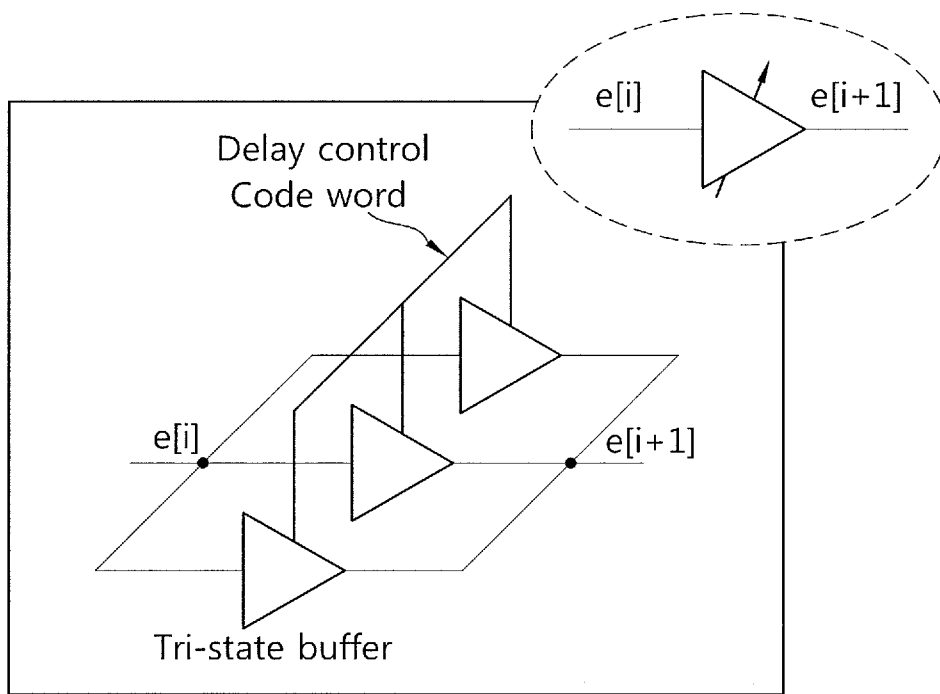 e[i]
e[i+1]
Delay control
Code word
e[i]
e[i+1]
Tri-state buffer